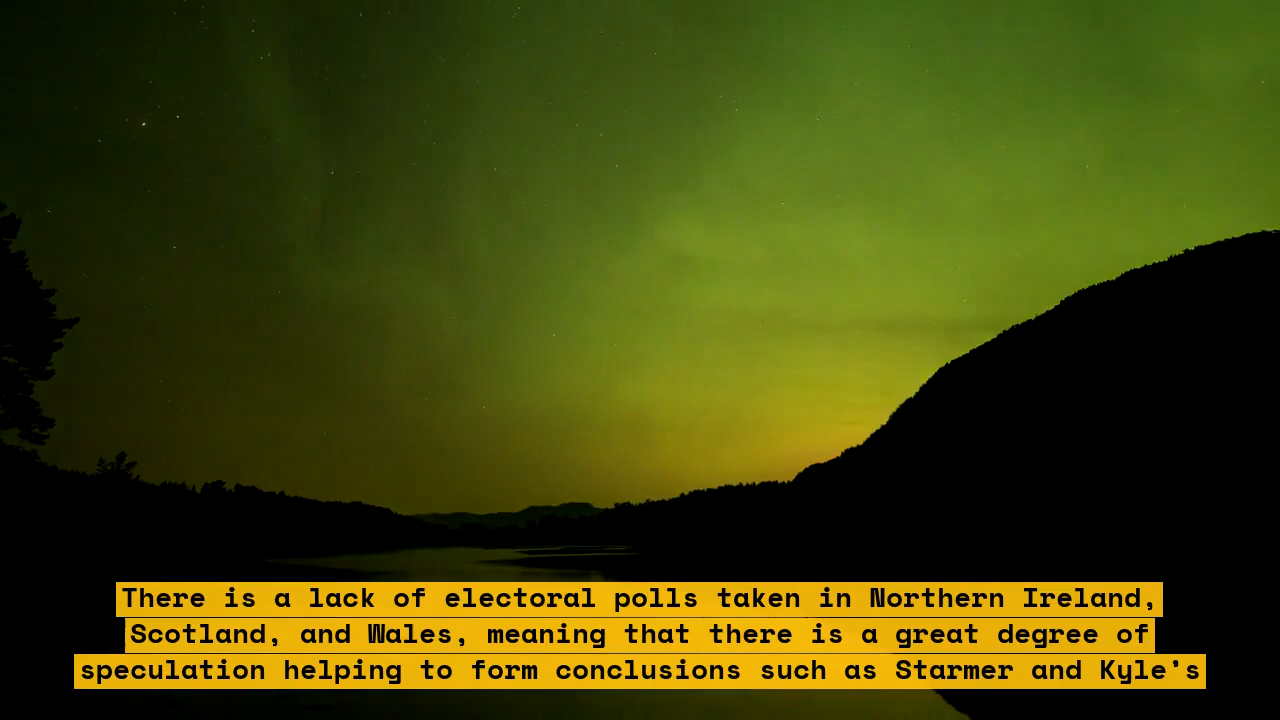 There is a lack of electoral polls taken in Northern Ireland,
Scotland, and Wales, meaning that there is a great degree of
speculation helping to form conclusions such as Starmer and Kyle's